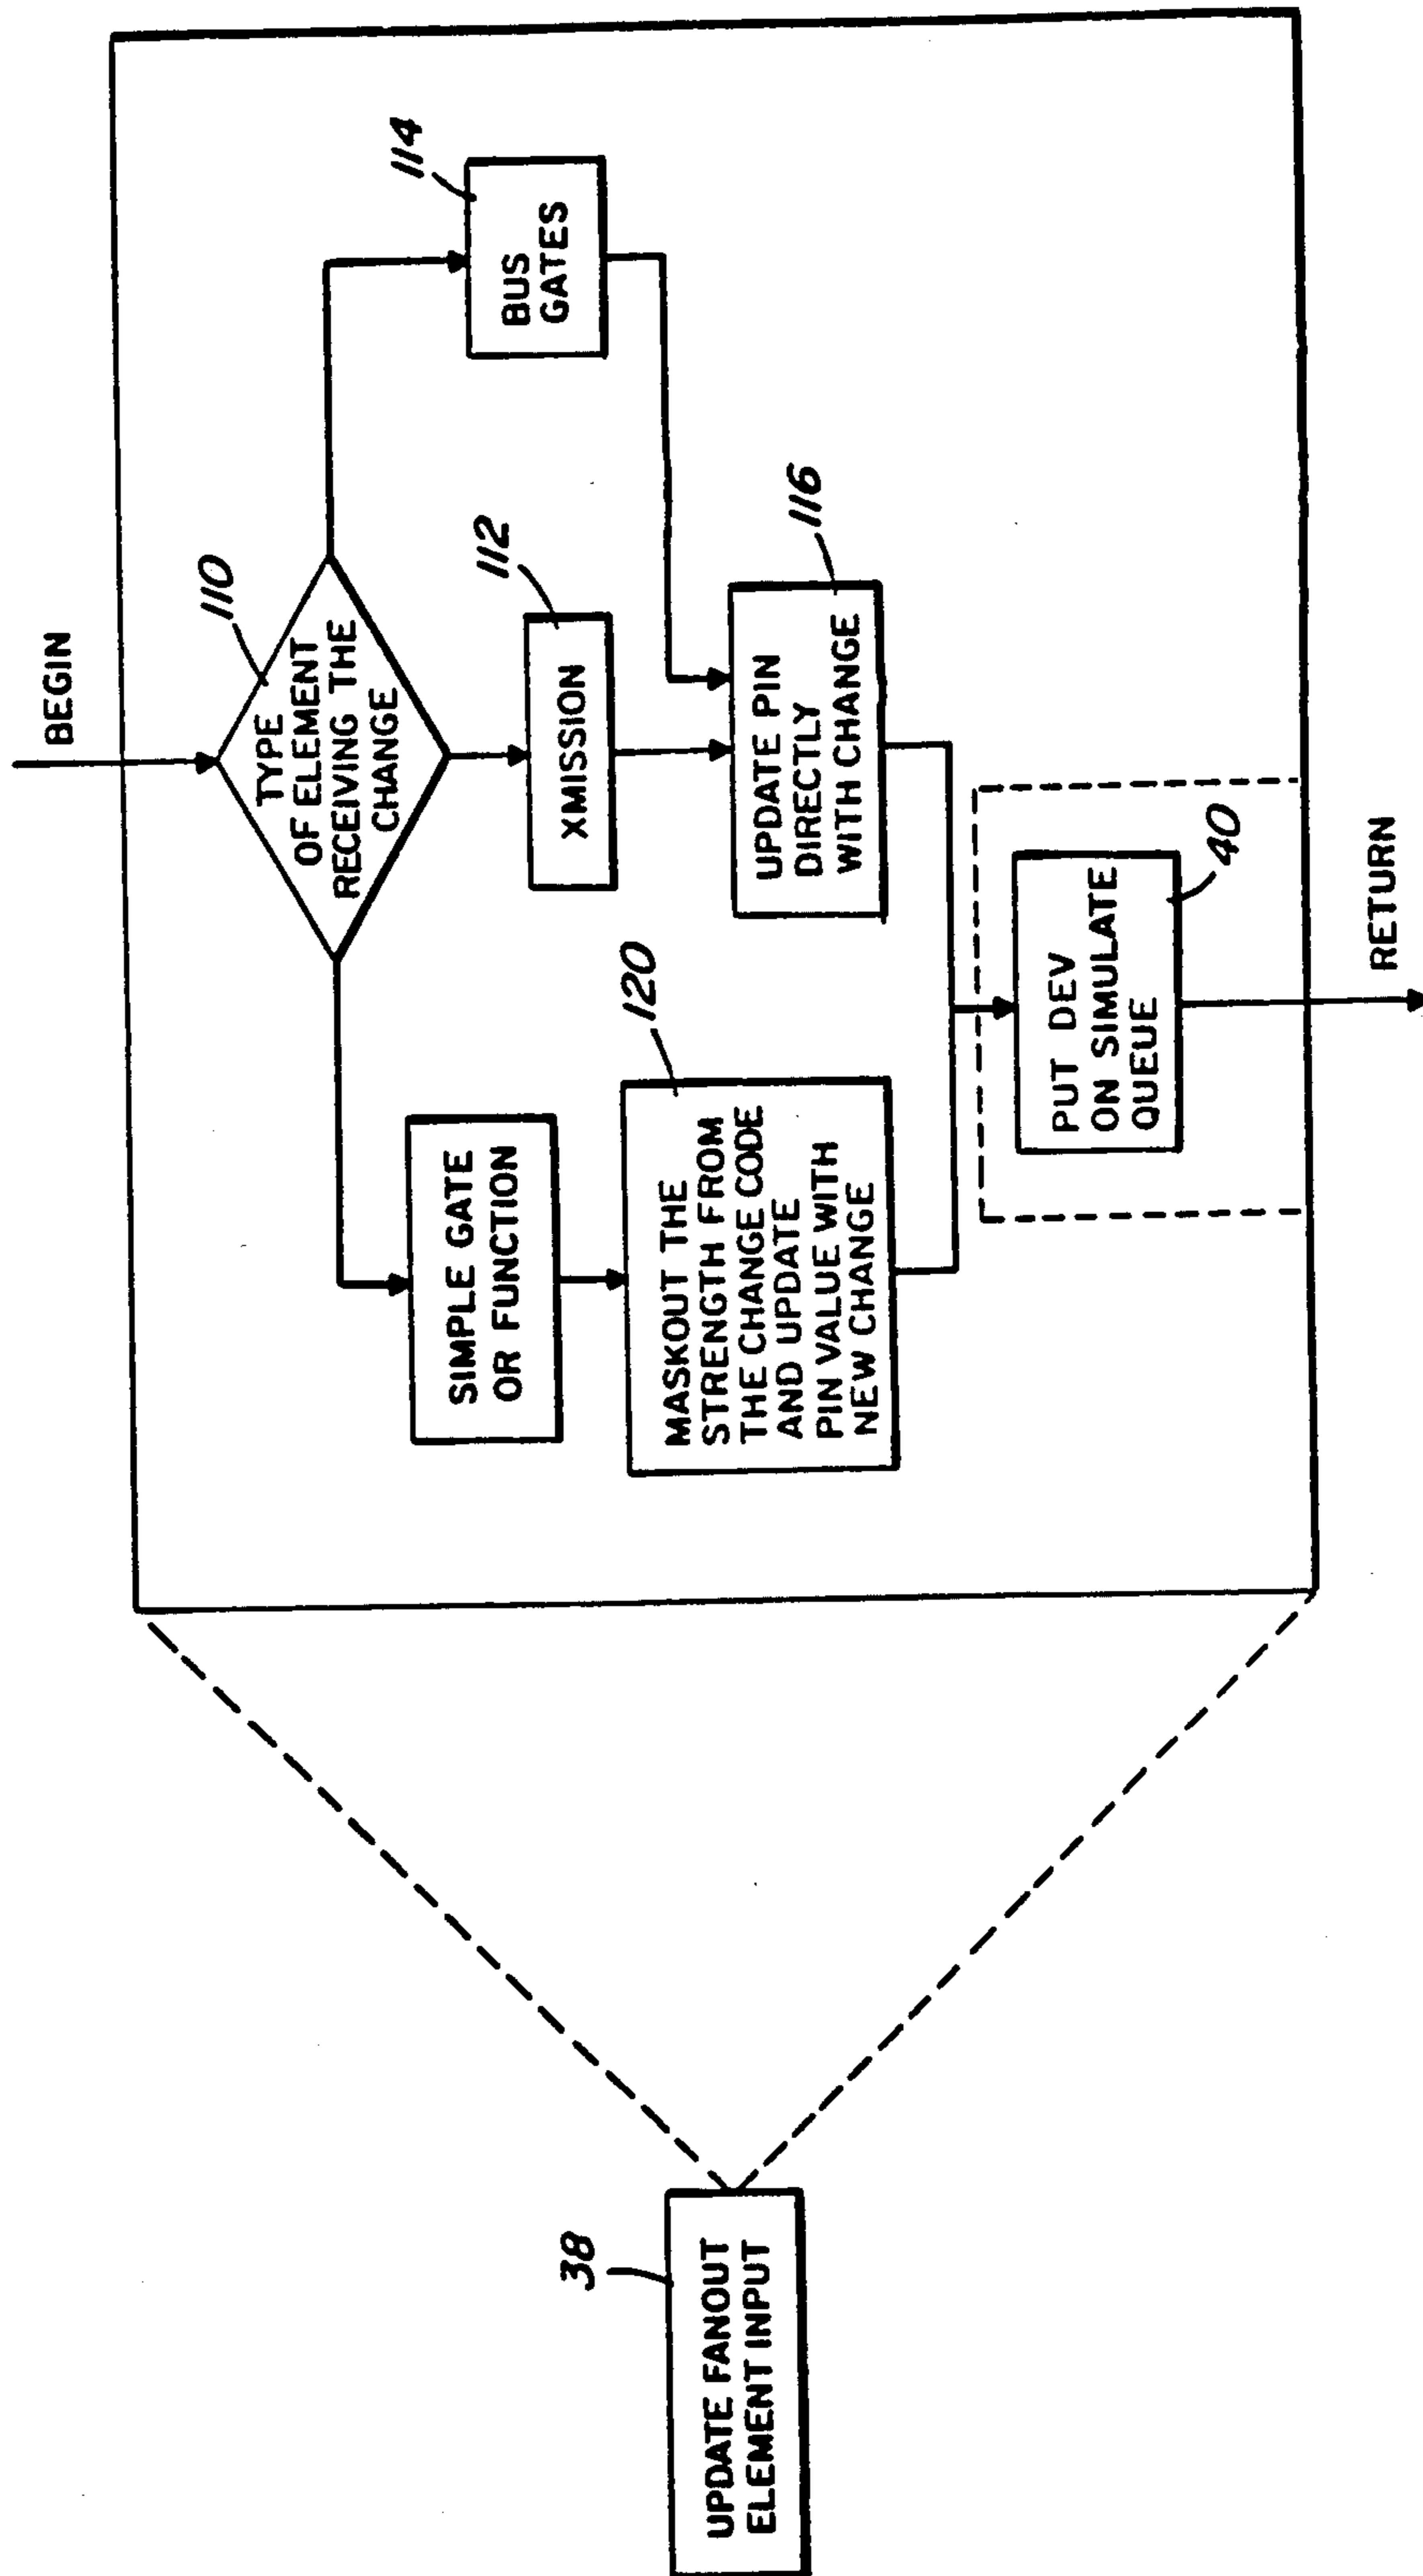 38
UPDATE FANOUT
ELEMENT INPUT
BEGIN
110
TYPE
OF ELEMENT
RECEIVING THE
CHANGE
SIMPLE GATE
OR FUNCTION
112
XMISSION
114
BUS
GATES
120
MASKOUT THE
STRENGTH FROM
THE CHANGE CODE
AND UPDATE
PIN VALUE WITH
NEW CHANGE
116
UPDATE PIN
DIRECTLY
WITH CHANGE
PUT DEV
ON SIMULATE
QUEUE
40
RETURN